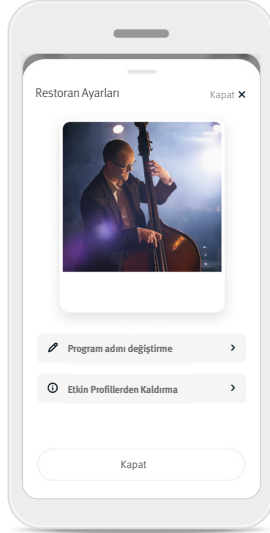 Restoran Ayarları
Kapat ✕
Program adını değiştirme
Etkin Profillerden Kaldırma
Kapat